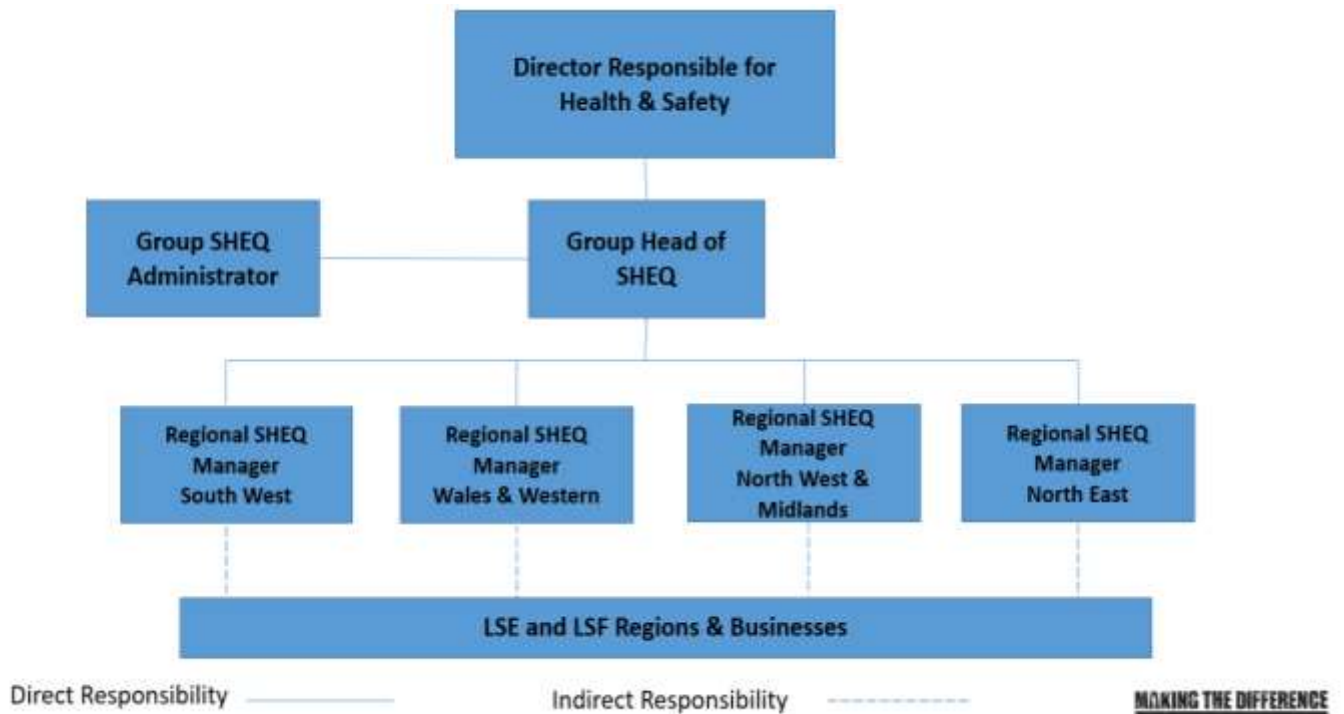 Director Responsible for
Health & Safety
Group SHEQ
Administrator
Group Head of
SHEQ
Regional SHEQ
Manager
South West
Regional SHEQ
Manager
Wales & Western
Regional SHEQ
Manager
North West &
Midlands
Regional SHEQ
Manager
North East
LSE and LSF Regions & Businesses
Direct Responsibility
Indirect Responsibility
MAKING THE DIFFERENCE